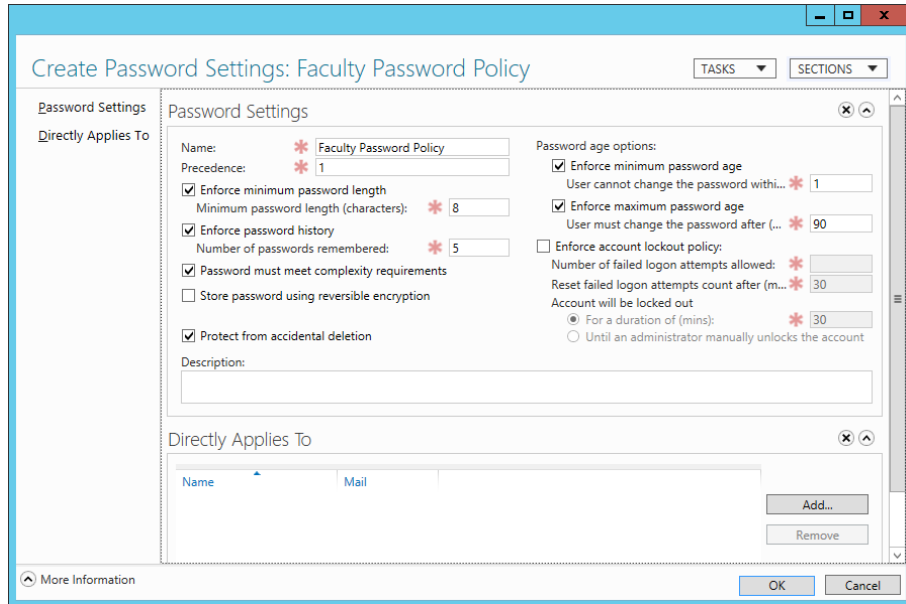 Create Password Settings: Faculty Password Policy
TASKS
SECTIONS
Password Settings
Directly Applies To
Password Settings
Name: * Faculty Password Policy
Precedence: * 1
Enforce minimum password length
Minimum password length (characters): * 8
Enforce password history
Number of passwords remembered: * 5
Password must meet complexity requirements
Store password using reversible encryption
Protect from accidental deletion
Description:
Password age options:
Enforce minimum password age
User cannot change the password withi... * 1
Enforce maximum password age
User must change the password after (... * 90
Enforce account lockout policy:
Number of failed logon attempts allowed: *
Reset failed logon attempts count after (m... * 30
Account will be locked out
For a duration of (mins): * 30
Until an administrator manually unlocks the account
Directly Applies To
Name Mail
Add...
Remove
More Information
OK Cancel